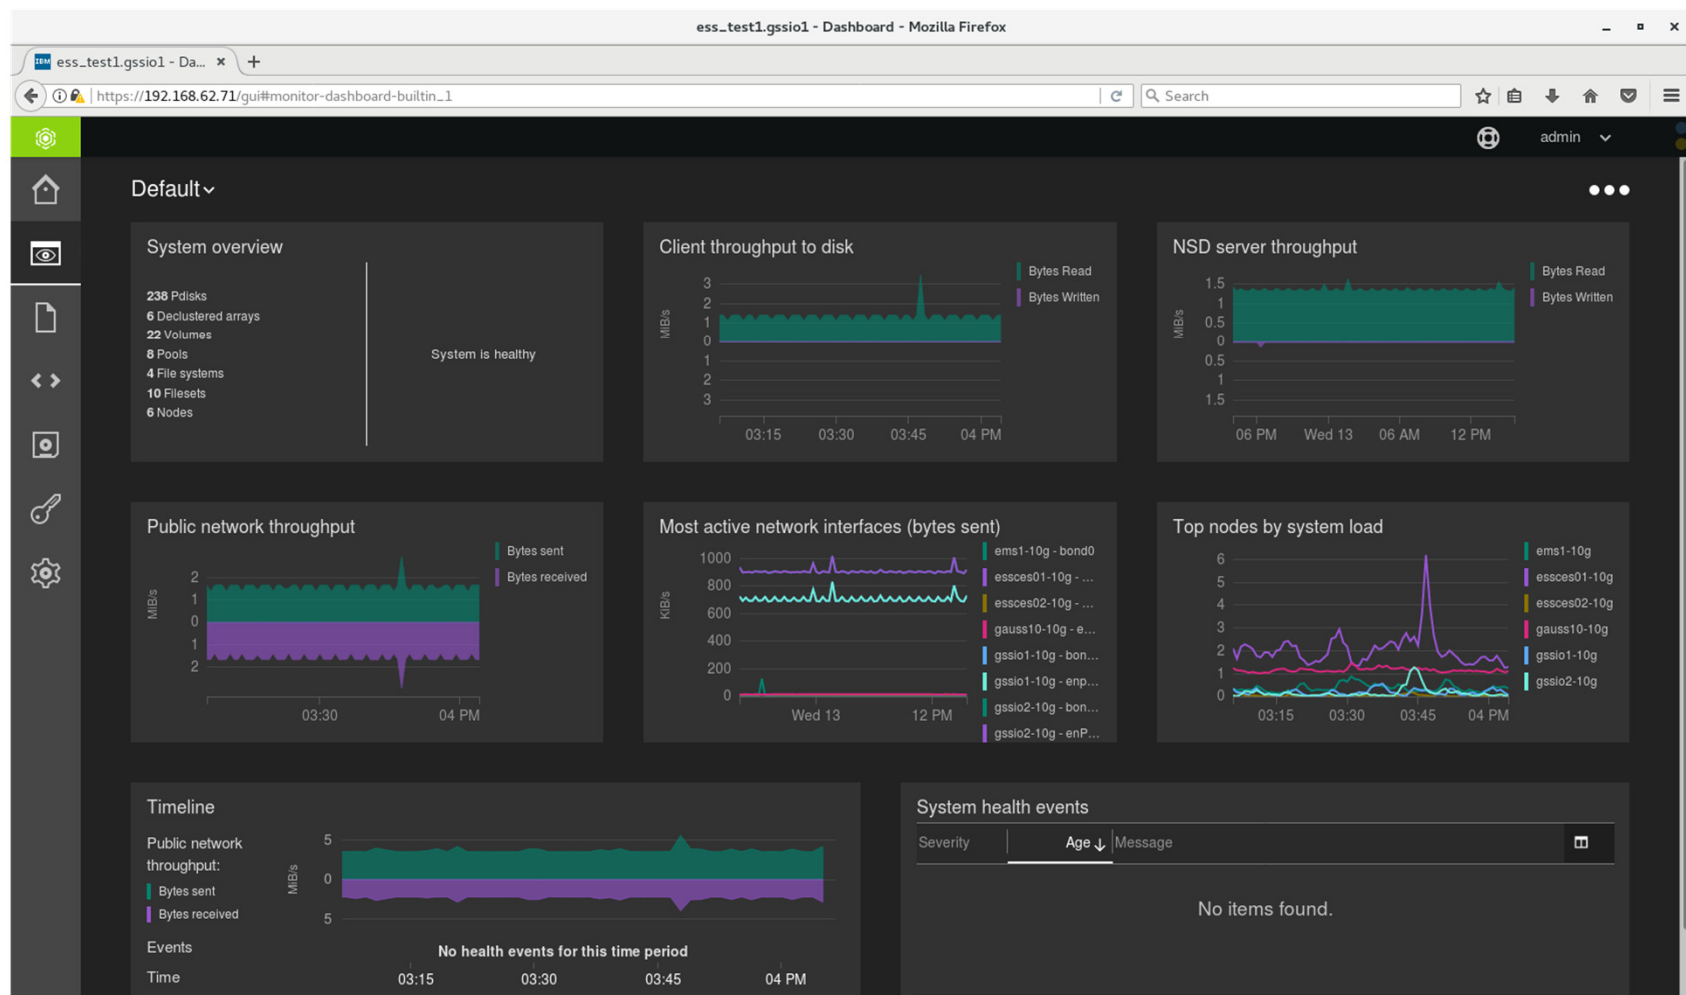 ess_test1.gssio1 - Dashboard - Mozilla Firefox
IBM ess_test1.gssio1 - Da...
https://192.168.62.71/gui#monitor-dashboard-builtin_1
Search
admin
Default
System overview
238 Pdisks
6 Declustered arrays
22 Volumes
8 Pools
4 File systems
10 Filesets
6 Nodes
System is healthy
Client throughput to disk
Bytes Read
Bytes Written
MiB/s
3
2
1
0
1
2
3
03:15 03:30 03:45 04 PM
NSD server throughput
Bytes Read
Bytes Written
MiB/s
1.5
1
0.5
0
0.5
1
1.5
06 PM Wed 13 06 AM 12 PM
Public network throughput
Bytes sent
Bytes received
MiB/s
2
1
0
1
2
03:30 04 PM
Most active network interfaces (bytes sent)
KiB/s
1000
800
600
400
200
0
Wed 13 12 PM
ems1-10g - bond0
essces01-10g - ...
essces02-10g - ...
gauss10-10g - e...
gssio1-10g - bon...
gssio1-10g - enp...
gssio2-10g - bon...
gssio2-10g - enP...
Top nodes by system load
6
5
4
3
2
1
0
03:15 03:30 03:45 04 PM
ems1-10g
essces01-10g
essces02-10g
gauss10-10g
gssio1-10g
gssio2-10g
Timeline
Public network
throughput:
Bytes sent
Bytes received
MiB/s
5
0
5
Events
No health events for this time period
Time
03:15 03:30 03:45 04 PM
System health events
Severity Age Message
No items found.